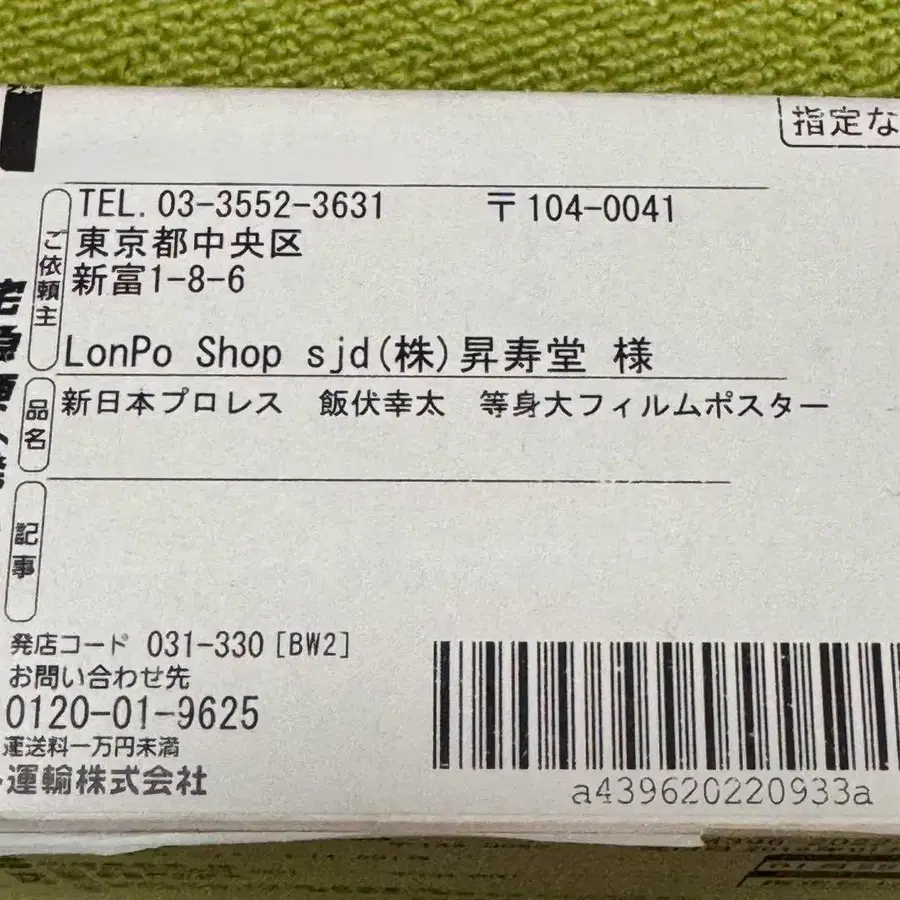 指定な
ご依頼主
TEL. 03-3552-3631 〒104-0041
東京都中央区
新富1-8-6
LonPo Shop sjd(株)昇寿堂 様
品名
新日本プロレス 飯伏幸太 等身大フィルムポスター
記事
発店コード 031-330 [BW2]
お問い合わせ先
0120-01-9625
運送料一万円未満
運輸株式会社
a439620220933a